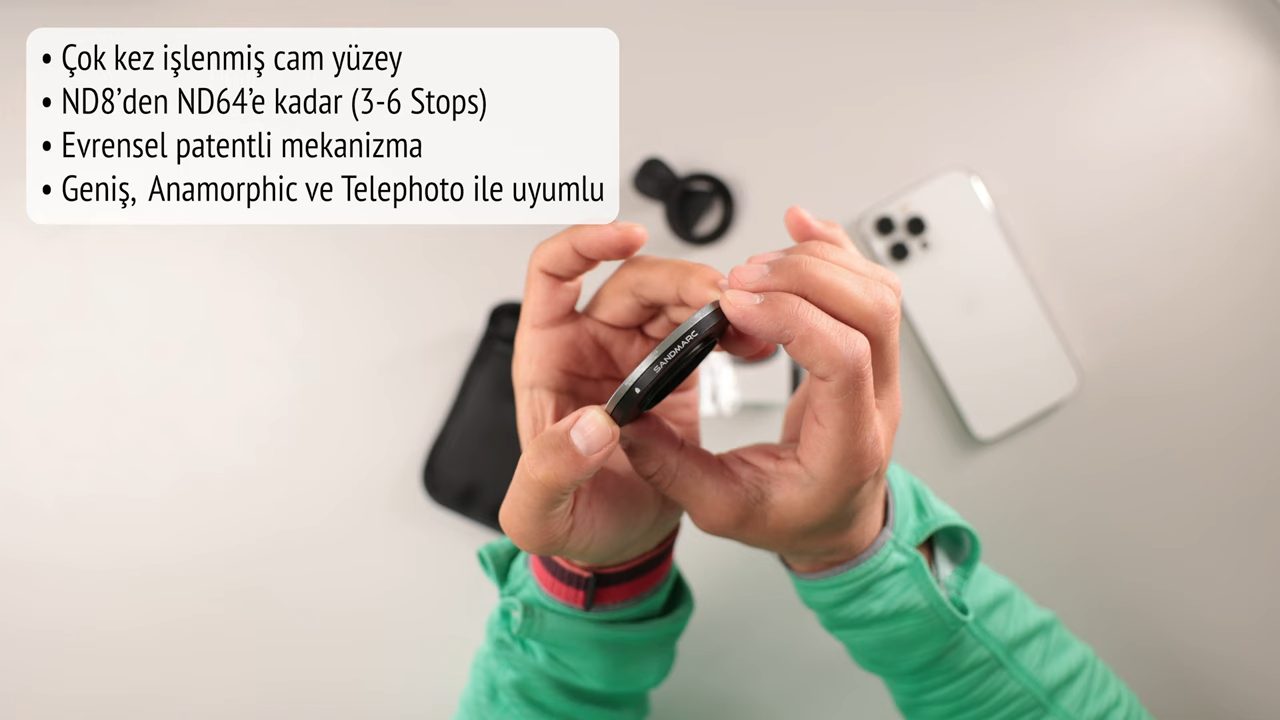 • Çok kez işlenmiş cam yüzey
• ND8’den ND64’e kadar (3-6 Stops)
• Evrensel patentli mekanizma
• Geniş, Anamorphic ve Telephoto ile uyumlu
SANDMARC